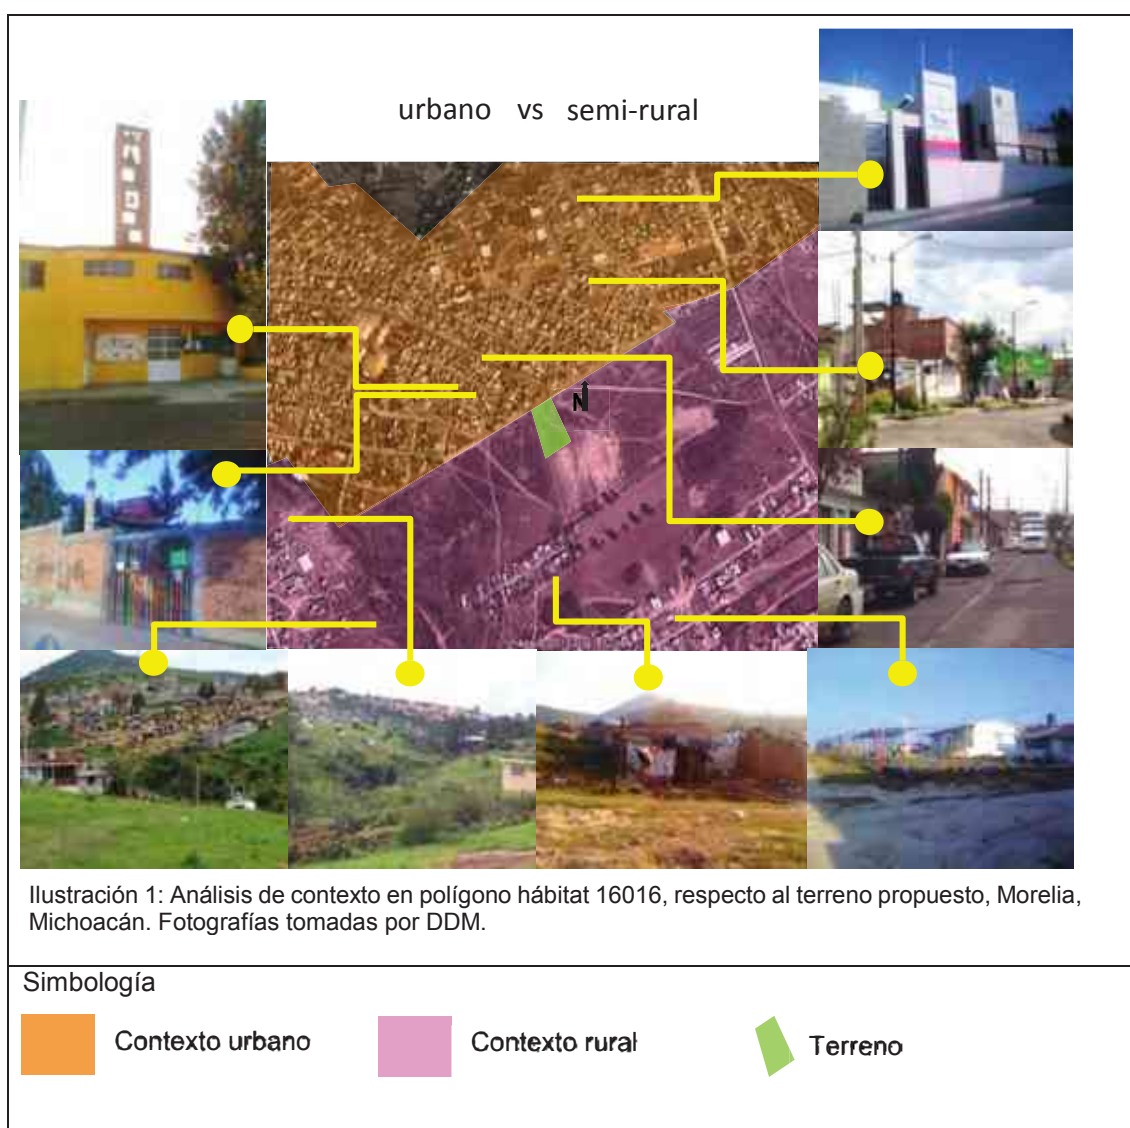 urbano vs semi-rural
N
Ilustración 1: Análisis de contexto en polígono hábitat 16016, respecto al terreno propuesto, Morelia,
Michoacán. Fotografías tomadas por DDM.
Simbología
Contexto urbano
Contexto rural
Terreno